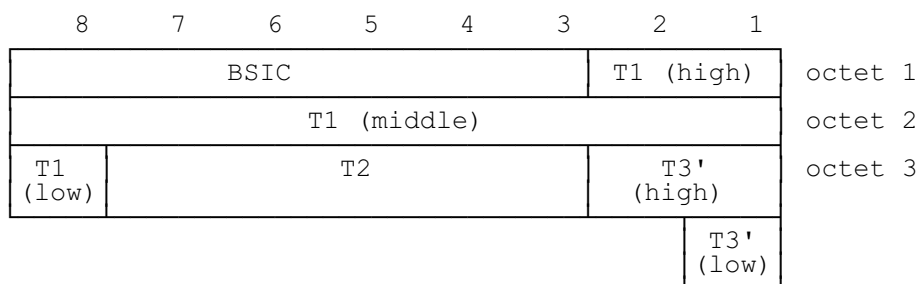 8 7 6 5 4 3 2 1
BSIC T1 (high) octet 1
T1 (middle) octet 2
T1 T2 T3' octet 3
(low) (high)
T3'
(low)